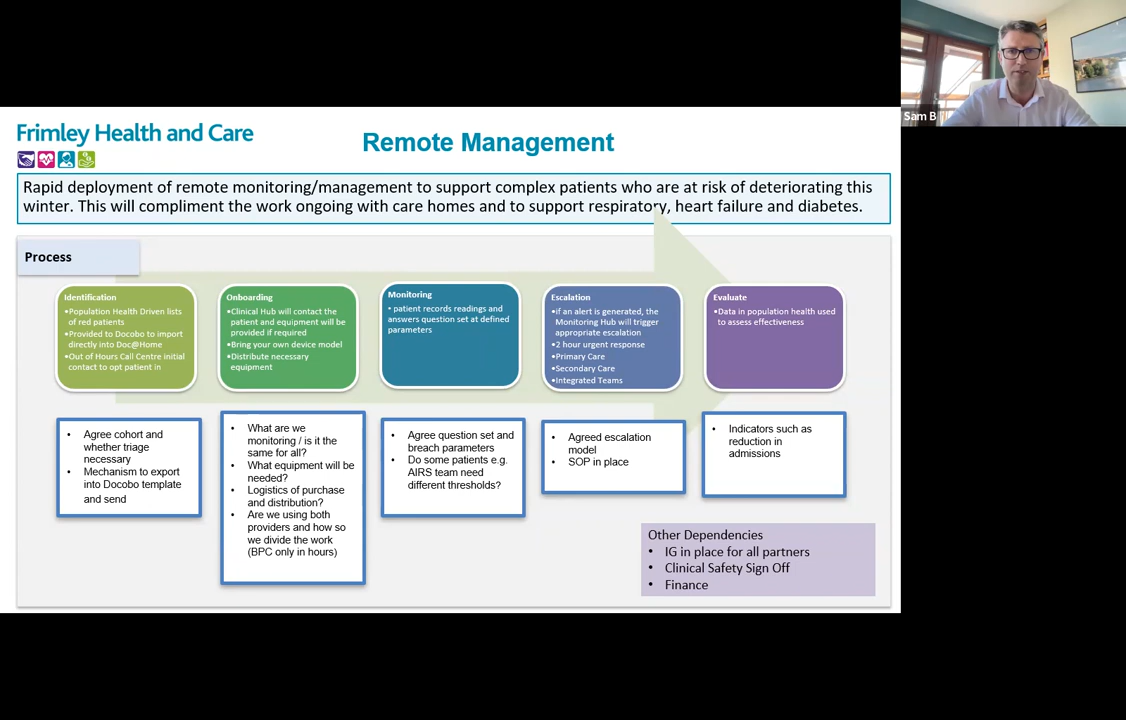 Sam B
Frimley Health and Care
Remote Management
Rapid deployment of remote monitoring/management to support complex patients who are at risk of deteriorating this
winter. This will compliment the work ongoing with care homes and to support respiratory, heart failure and diabetes.
Process
Identification
•Population Health Driven lists
of red patients
•Provided to Docobo to import
directly into Doc@Home
•Out of Hours Call Centre initial
contact to opt patient in
Onboarding
•Clinical Hub will contact the
patient and equipment will be
provided if required
•Bring your own device model
•Distribute necessary
equipment
Monitoring
• patient records readings and
answers question set at defined
parameters
Escalation
•if an alert is generated, the
Monitoring Hub will trigger
appropriate escalation
•2 hour urgent response
•Primary Care
•Secondary Care
•Integrated Teams
Evaluate
•Data in population health used
to assess effectiveness
• Agree cohort and
whether triage
necessary
• Mechanism to export
into Docobo template
and send
• What are we
monitoring / is it the
same for all?
• What equipment will be
needed?
• Logistics of purchase
and distribution?
• Are we using both
providers and how so
we divide the work
(BPC only in hours)
• Agree question set and
breach parameters
• Do some patients e.g.
AIRS team need
different thresholds?
• Agreed escalation
model
• SOP in place
• Indicators such as
reduction in
admissions
Other Dependencies
• IG in place for all partners
• Clinical Safety Sign Off
• Finance